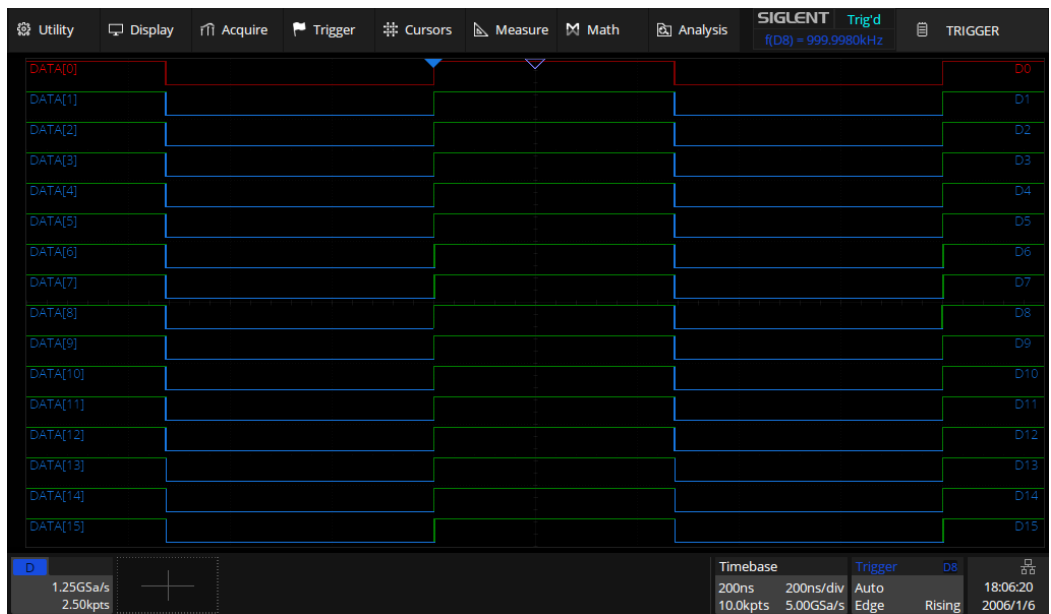 Utility Display Acquire Trigger Cursors Measure Math Analysis SIGLENT Trig'd TRIGGER
f(D8) = 999.9980kHz
DATA[0] D0
DATA[1] D1
DATA[2] D2
DATA[3] D3
DATA[4] D4
DATA[5] D5
DATA[6] D6
DATA[7] D7
DATA[8] D8
DATA[9] D9
DATA[10] D10
DATA[11] D11
DATA[12] D12
DATA[13] D13
DATA[14] D14
DATA[15] D15
D Timebase Trigger D8
1.25GSa/s 200ns 200ns/div Auto 18:06:20
2.50kpts 10.0kpts 5.00GSa/s Edge Rising 2006/1/6